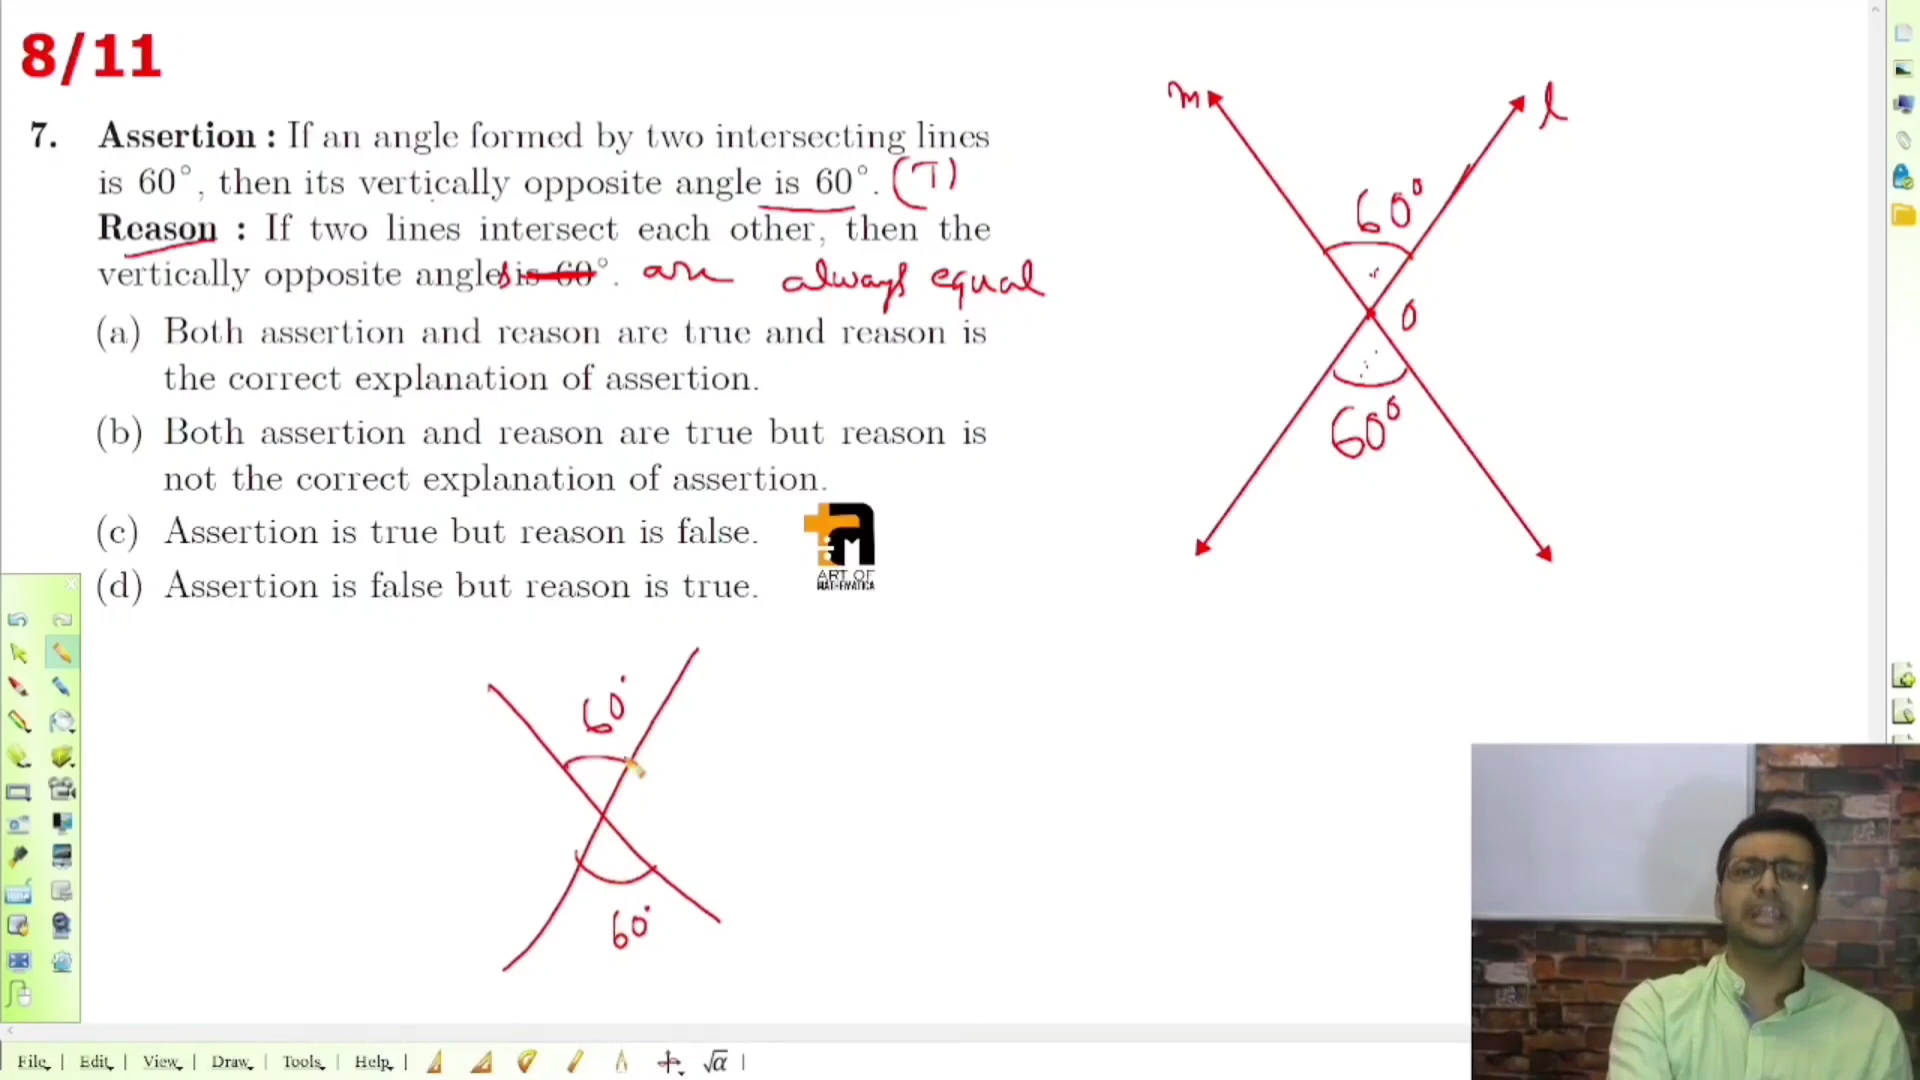 8/11
7. Assertion : If an angle formed by two intersecting lines
is 60°, then its vertically opposite angle is 60°. (T)
Reason : If two lines intersect each other, then the
vertically opposite angles is 60°. are always equal
(a) Both assertion and reason are true and reason is
the correct explanation of assertion.
(b) Both assertion and reason are true but reason is
not the correct explanation of assertion.
(c) Assertion is true but reason is false.
(d) Assertion is false but reason is true.
ART OF
MATHEMATICA
m
l
60°
O
60°
60°
60°
File | Edit | View | Draw | Tools | Help |
√α